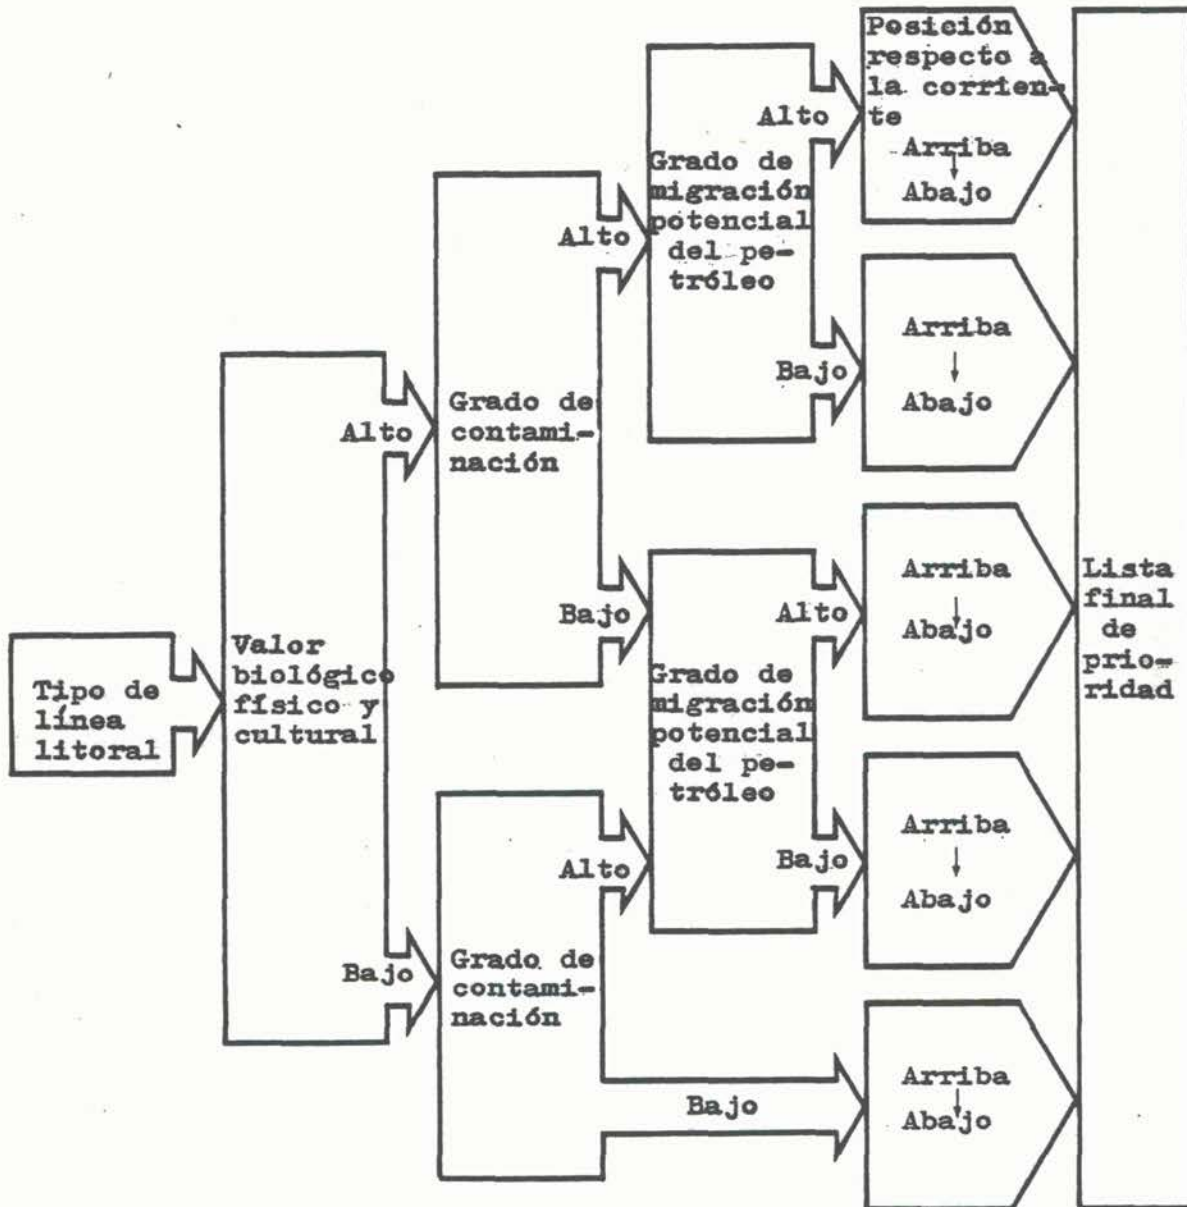 Tipo de
línea
litoral
Valor
biológico
físico y
cultural
Alto
Bajo
Grado de
contami-
nación
Alto
Bajo
Grado de
contami-
nación
Alto
Bajo
Grado de
migración
potencial
del pe-
tróleo
Alto
Bajo
Grado de
migración
potencial
del pe-
tróleo
Alto
Bajo
Posición
respecto a
la corrien-
te
Arriba
Abajo
Arriba
Abajo
Arriba
Abajo
Arriba
Abajo
Arriba
Abajo
Lista
final
de
prio-
ridad